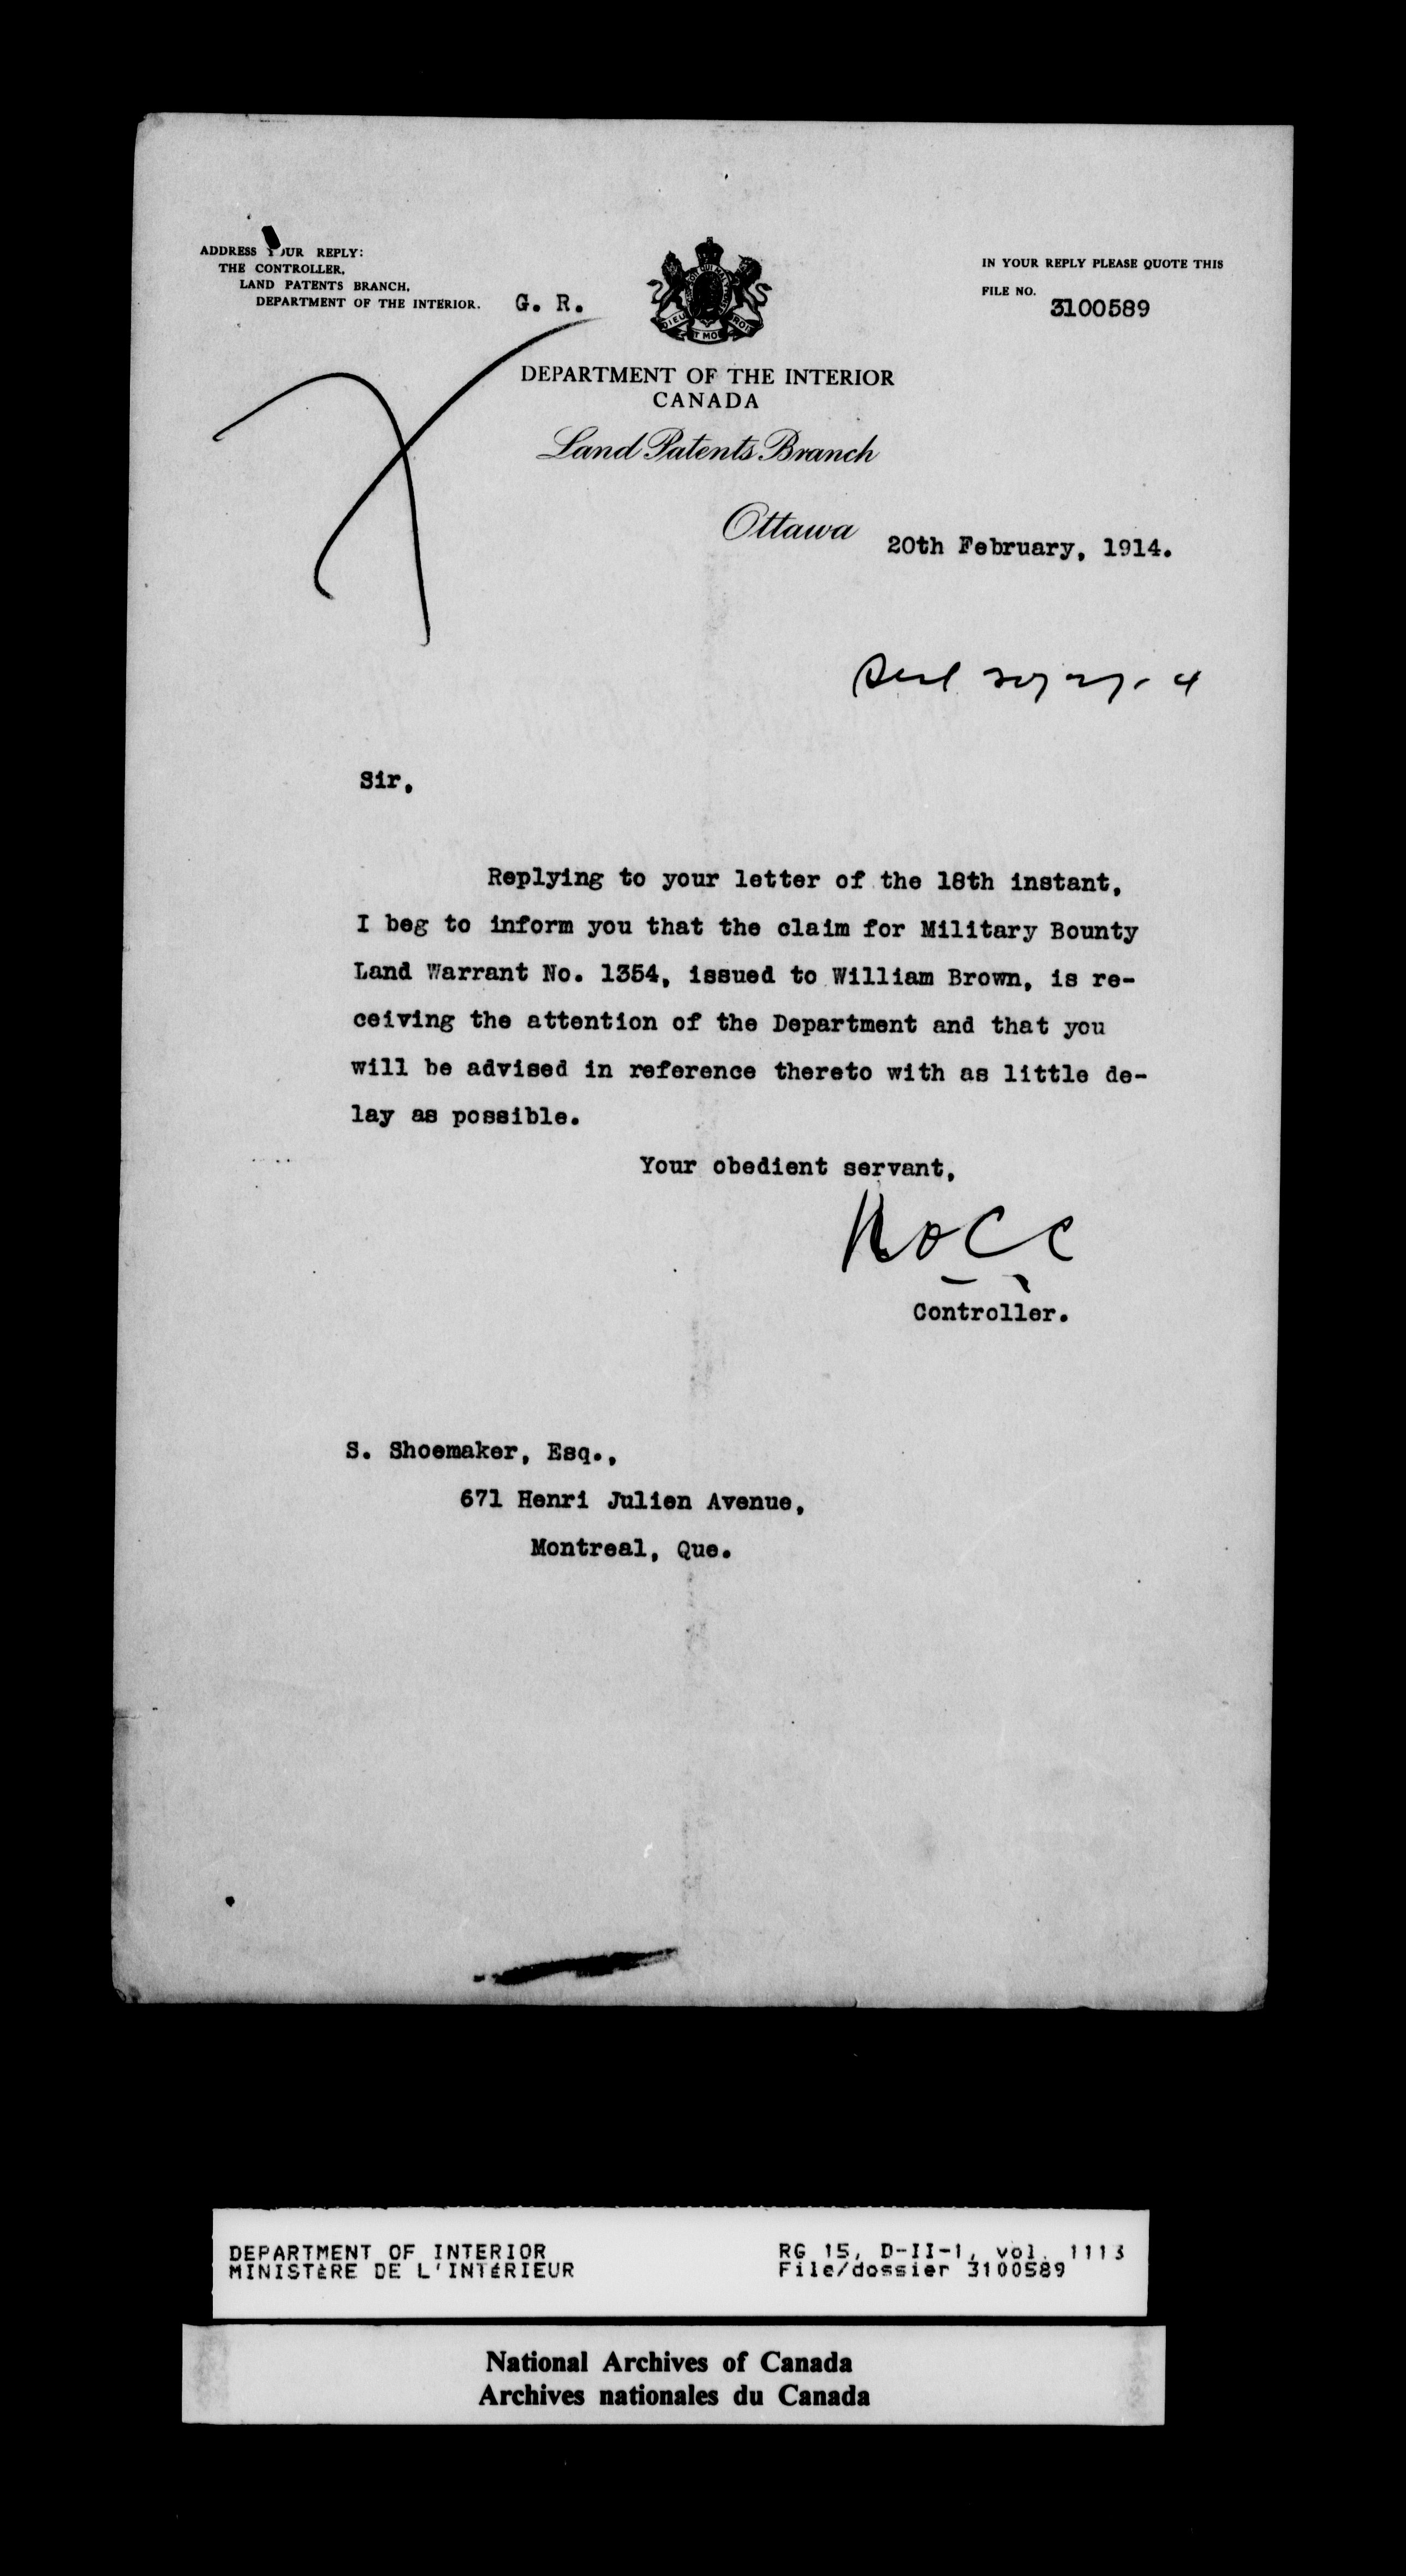 ADDRESS YOUR REPLY:
THE CONTROLLER,
LAND PATENTS BRANCH,
DEPARTMENT OF THE INTERIOR.
G. R.
IN YOUR REPLY PLEASE QUOTE THIS
FILE NO.
3100589
DEPARTMENT OF THE INTERIOR
CANADA
Land Patents Branch
Ottawa 20th February, 1914.
Sir,
Replying to your letter of the 18th instant,
I beg to inform you that the claim for Military Bounty
Land Warrant No. 1354, issued to William Brown, is re-
ceiving the attention of the Department and that you
will be advised in reference thereto with as little de-
lay as possible.
Your obedient servant,
Controller.
S. Shoemaker, Esq.,
671 Henri Julien Avenue,
Montreal, Que.
DEPARTMENT OF INTERIOR
MINISTÈRE DE L'INTÉRIEUR
RG 15, D-II-1, vol. 1113
File/dossier 3100589
National Archives of Canada
Archives nationales du Canada